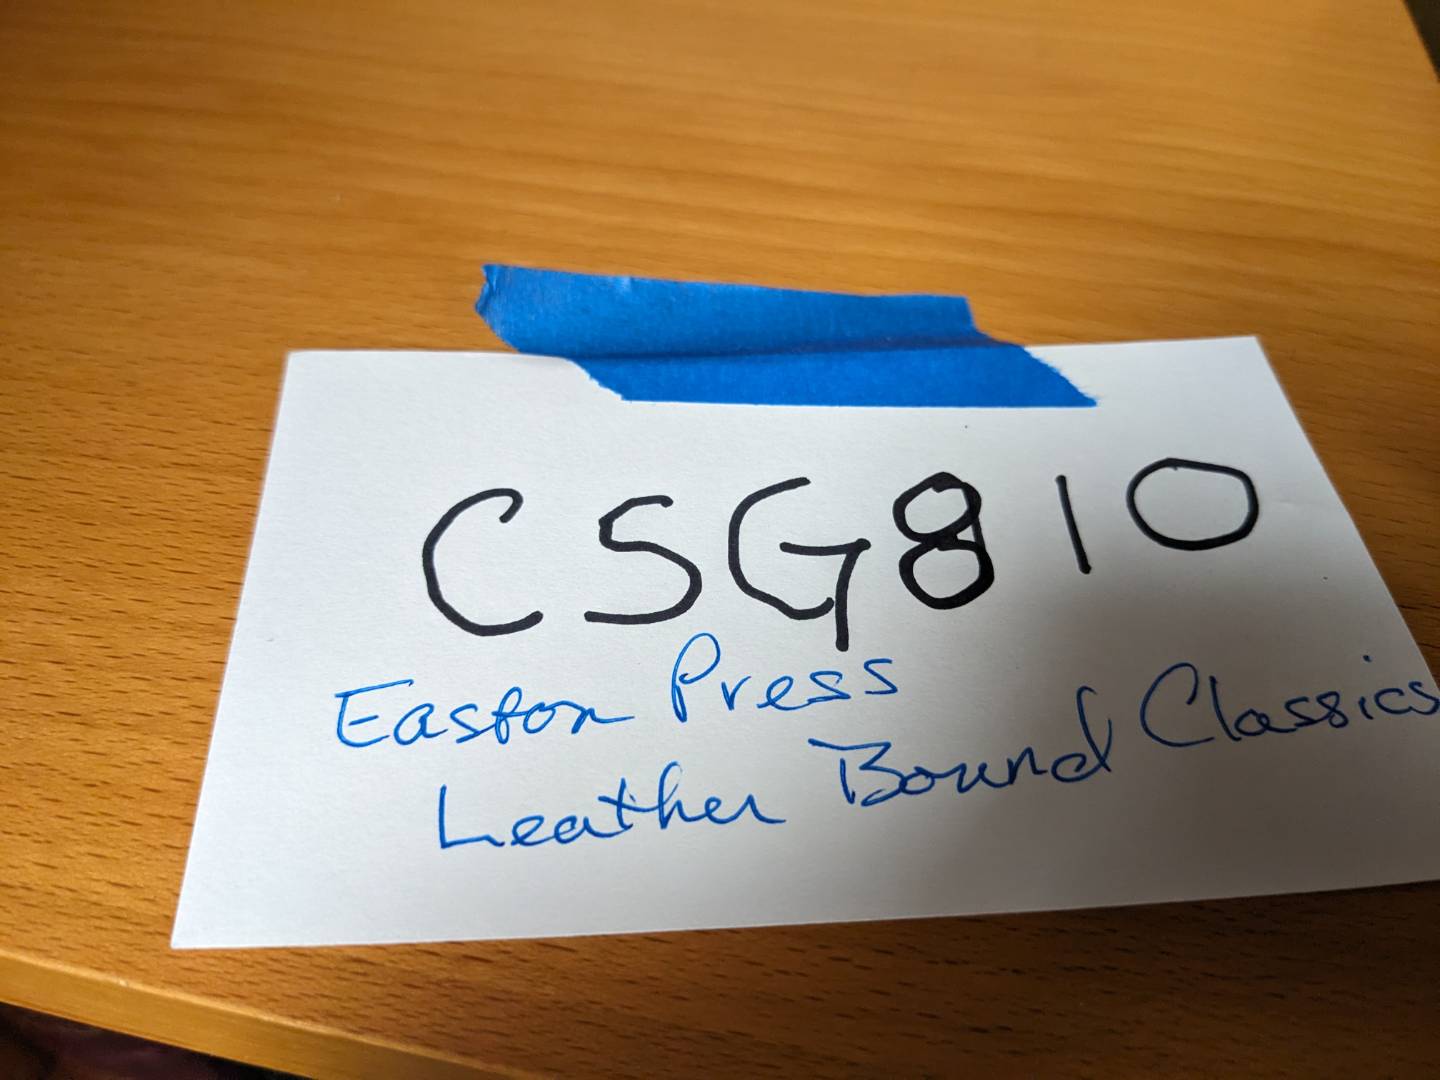 CSG810
Easton Press
Leather Bound Classics